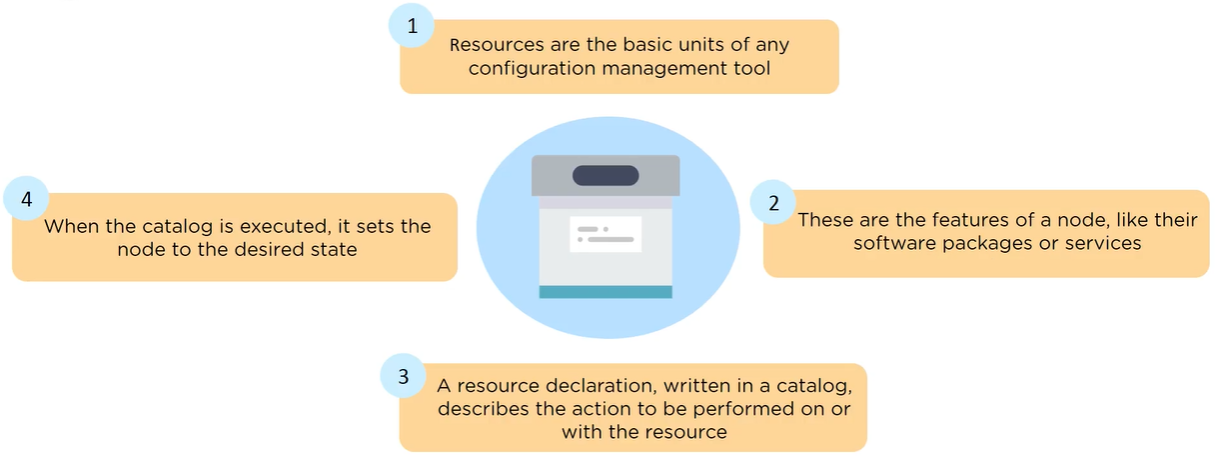 1
Resources are the basic units of any
configuration management tool
2
These are the features of a node, like their
software packages or services
3
A resource declaration, written in a catalog,
describes the action to be performed on or
with the resource
4
When the catalog is executed, it sets the
node to the desired state